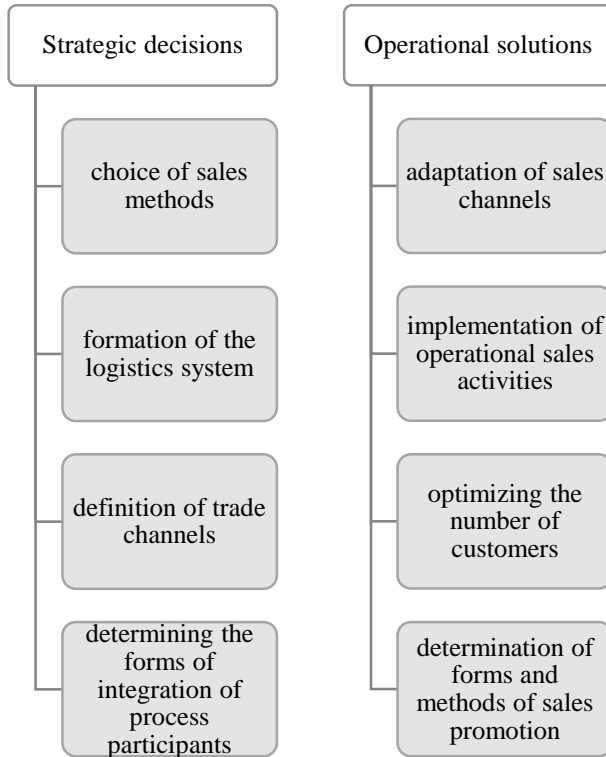 Strategic decisions
choice of sales
methods
formation of the
logistics system
definition of trade
channels
determining the
forms of
integration of
process
participants
Operational solutions
adaptation of sales
channels
implementation of
operational sales
activities
optimizing the
number of
customers
determination of
forms and
methods of sales
promotion